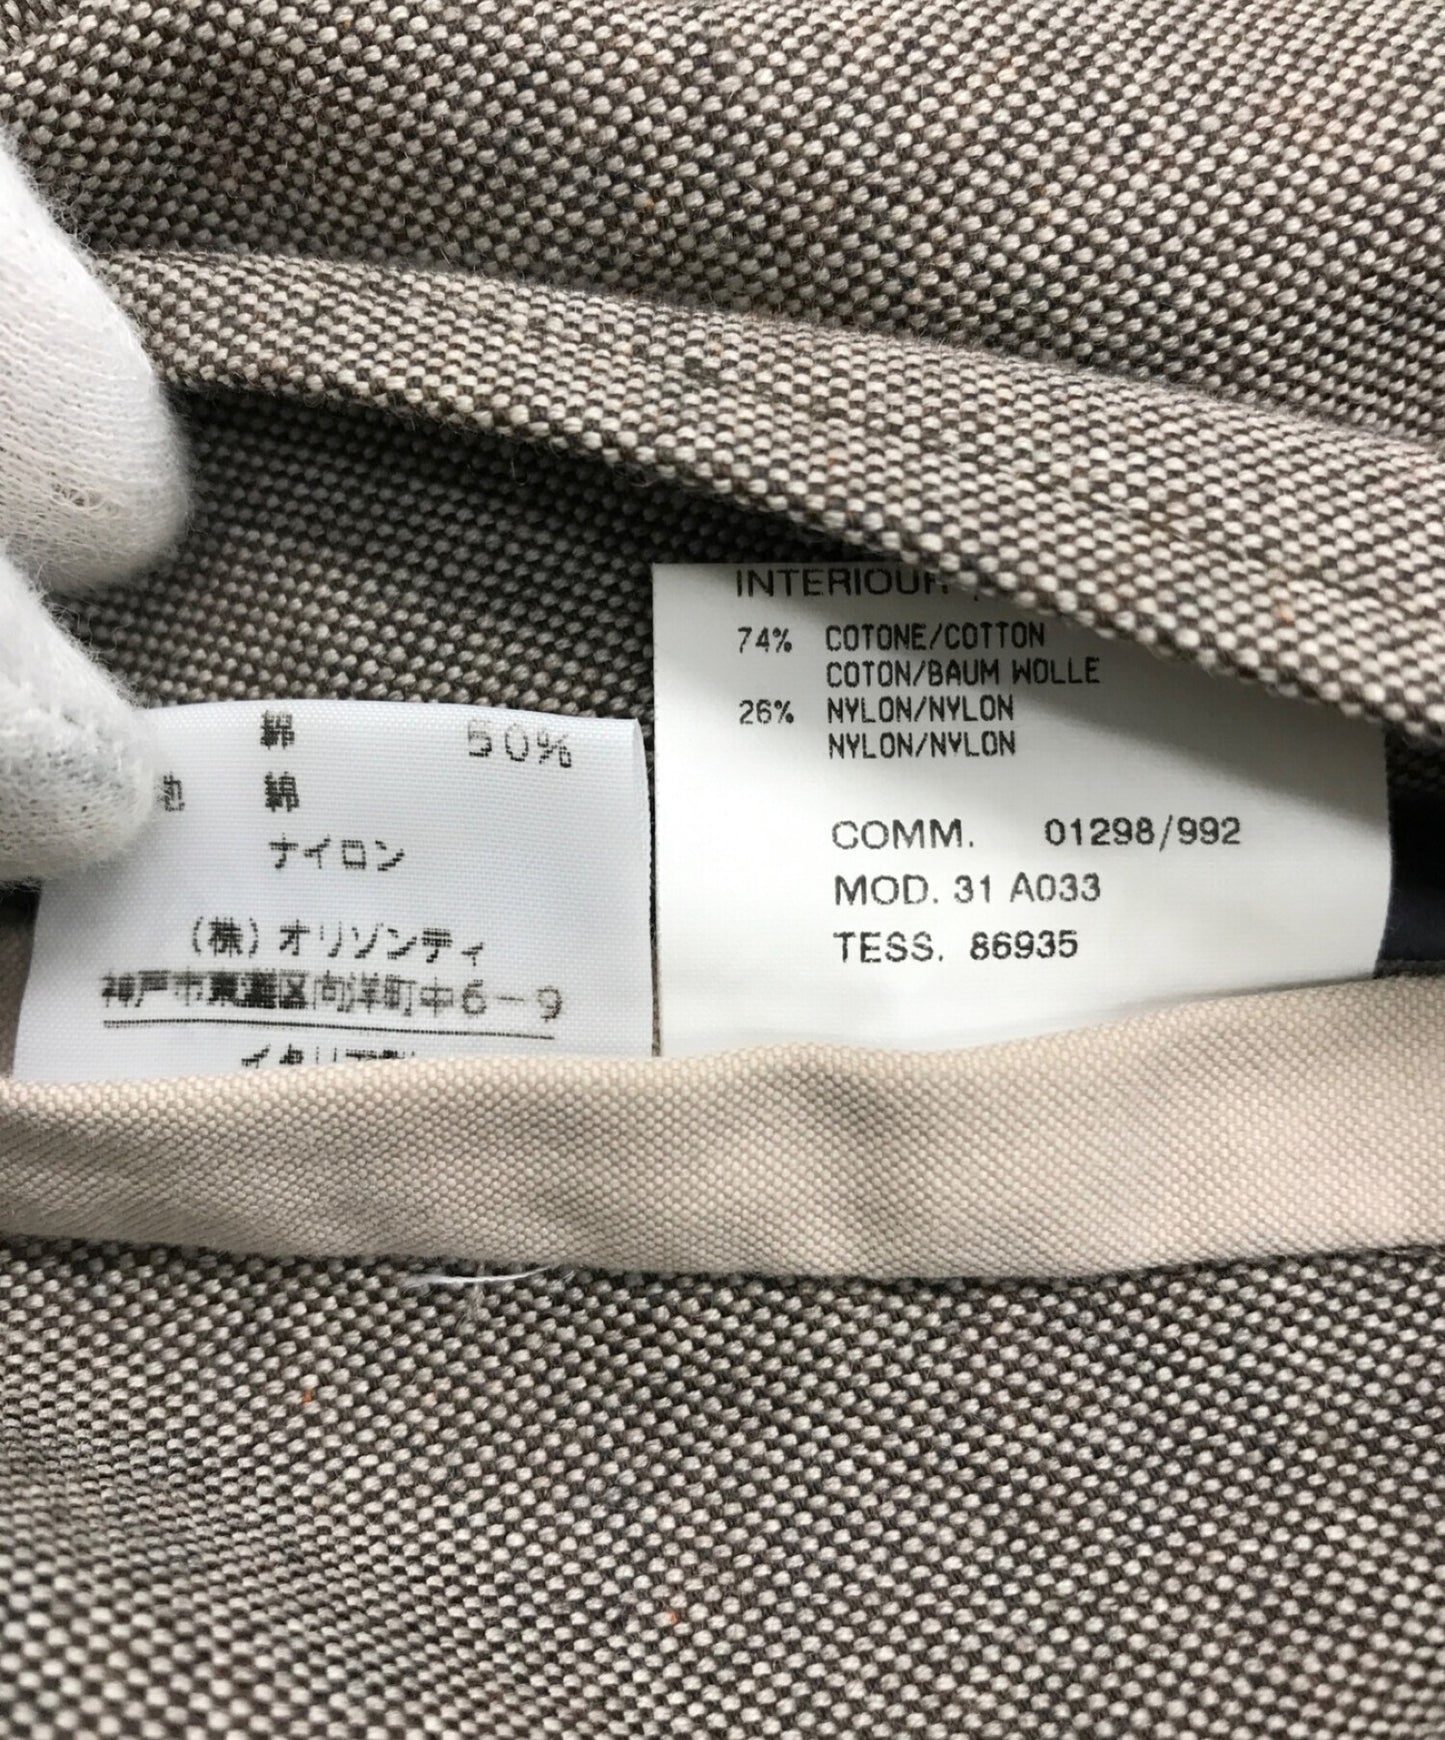 綿 50%
地 綿
ナイロン
(株)オリゾンティ
神戸市東灘区向洋町中6-9
INTERIOUR
74% COTONE/COTTON
COTON/BAUM WOLLE
26% NYLON/NYLON
NYLON/NYLON
COMM. 01298/992
MOD. 31 A033
TESS. 86935